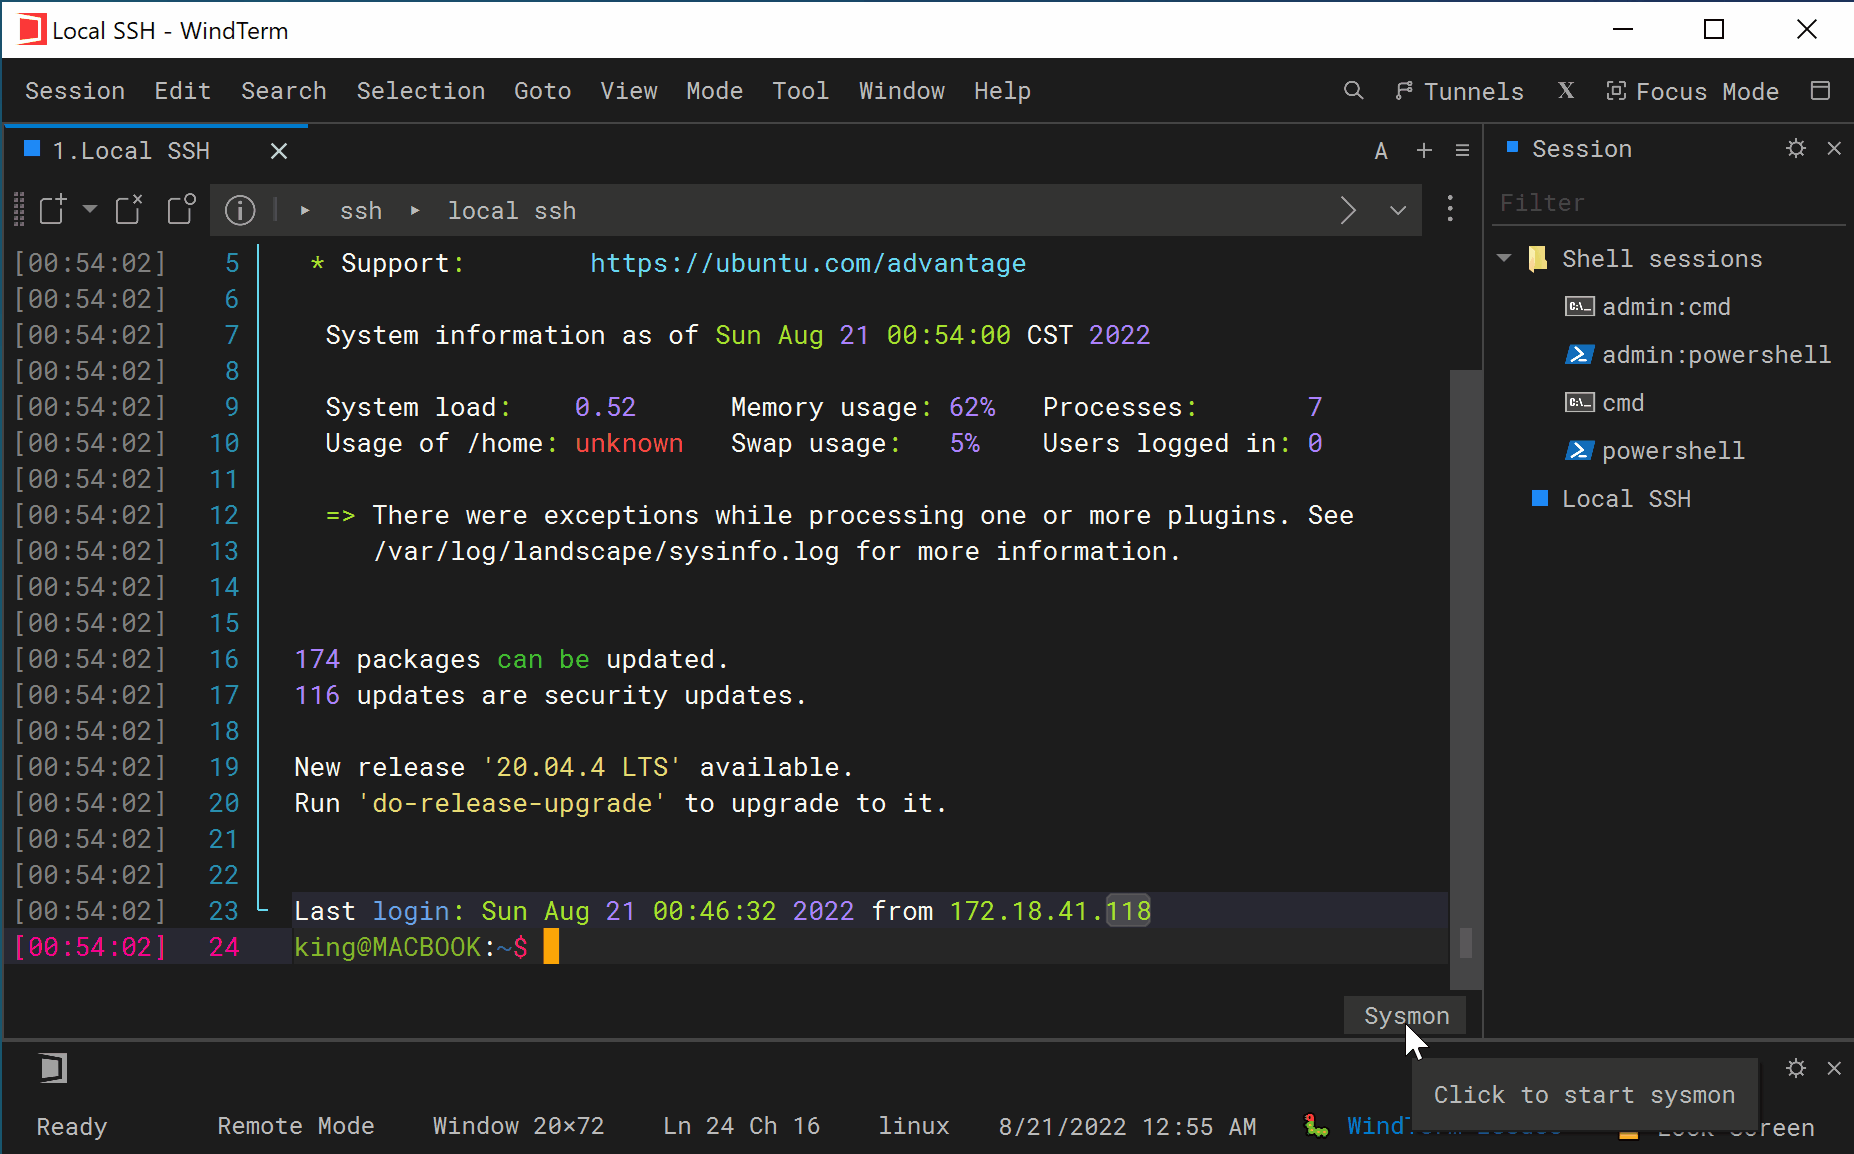 Local SSH - WindTerm
Session Edit Search Selection Goto View Mode Tool Window Help Tunnels X Focus Mode
1.Local SSH A
Session
ssh local ssh
Filter
[00:54:02] 5 * Support: https://ubuntu.com/advantage
[00:54:02] 6
[00:54:02] 7 System information as of Sun Aug 21 00:54:00 CST 2022
[00:54:02] 8
[00:54:02] 9 System load: 0.52 Memory usage: 62% Processes: 7
[00:54:02] 10 Usage of /home: unknown Swap usage: 5% Users logged in: 0
[00:54:02] 11
[00:54:02] 12 => There were exceptions while processing one or more plugins. See
[00:54:02] 13 /var/log/landscape/sysinfo.log for more information.
[00:54:02] 14
[00:54:02] 15
[00:54:02] 16 174 packages can be updated.
[00:54:02] 17 116 updates are security updates.
[00:54:02] 18
[00:54:02] 19 New release '20.04.4 LTS' available.
[00:54:02] 20 Run 'do-release-upgrade' to upgrade to it.
[00:54:02] 21
[00:54:02] 22
[00:54:02] 23 Last login: Sun Aug 21 00:46:32 2022 from 172.18.41.118
[00:54:02] 24 king@MACBOOK:~$
Shell sessions
admin:cmd
admin:powershell
cmd
powershell
Local SSH
Sysmon
Click to start sysmon
Ready Remote Mode Window 20×72 Ln 24 Ch 16 linux 8/21/2022 12:55 AM